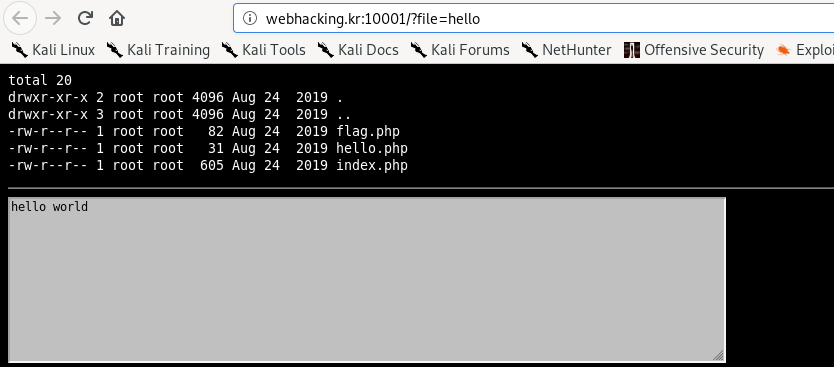 webhacking.kr:10001/?file=hello
Kali Linux Kali Training Kali Tools Kali Docs Kali Forums NetHunter Offensive Security Exploi
total 20
drwxr-xr-x 2 root root 4096 Aug 24  2019 .
drwxr-xr-x 3 root root 4096 Aug 24  2019 ..
-rw-r--r-- 1 root root   82 Aug 24  2019 flag.php
-rw-r--r-- 1 root root   31 Aug 24  2019 hello.php
-rw-r--r-- 1 root root  605 Aug 24  2019 index.php
hello world